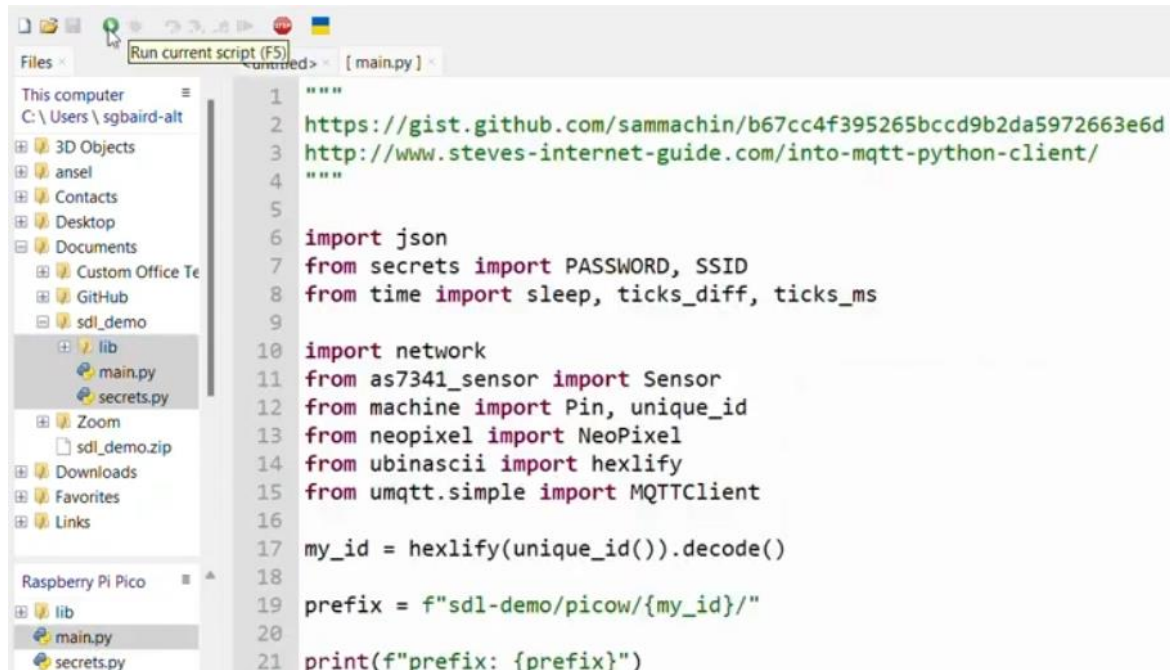 STOP
Run current script (F5)
Files ×
<untitled> ×
[ main.py ] ×
This computer
C: \ Users \ sgbaird-alt
3D Objects
ansel
Contacts
Desktop
Documents
Custom Office Te
GitHub
sdl_demo
lib
main.py
secrets.py
Zoom
sdl_demo.zip
Downloads
Favorites
Links
Raspberry Pi Pico
lib
main.py
secrets.py
1 """
2 https://gist.github.com/sammachin/b67cc4f395265bccd9b2da5972663e6d
3 http://www.steves-internet-guide.com/into-mqtt-python-client/
4 """
5
6 import json
7 from secrets import PASSWORD, SSID
8 from time import sleep, ticks_diff, ticks_ms
9
10 import network
11 from as7341_sensor import Sensor
12 from machine import Pin, unique_id
13 from neopixel import NeoPixel
14 from ubinascii import hexlify
15 from umqtt.simple import MQTTClient
16
17 my_id = hexlify(unique_id()).decode()
18
19 prefix = f"sdl-demo/picow/{my_id}/"
20
21 print(f"prefix: {prefix}")